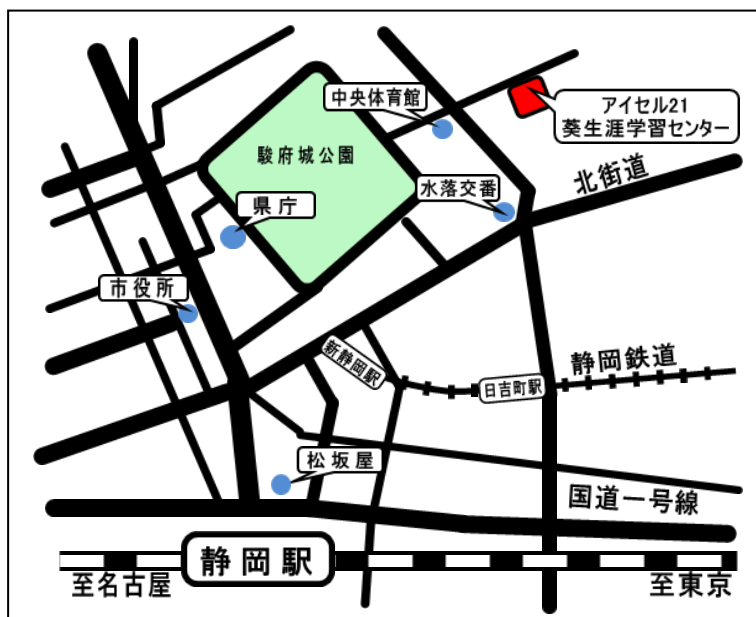 中央体育館
アイセル21
葵生涯学習センター
駿府城公園
北街道
水落交番
県庁
市役所
新静岡駅
静岡鉄道
日吉町駅
松坂屋
国道一号線
静岡駅
至名古屋
至東京